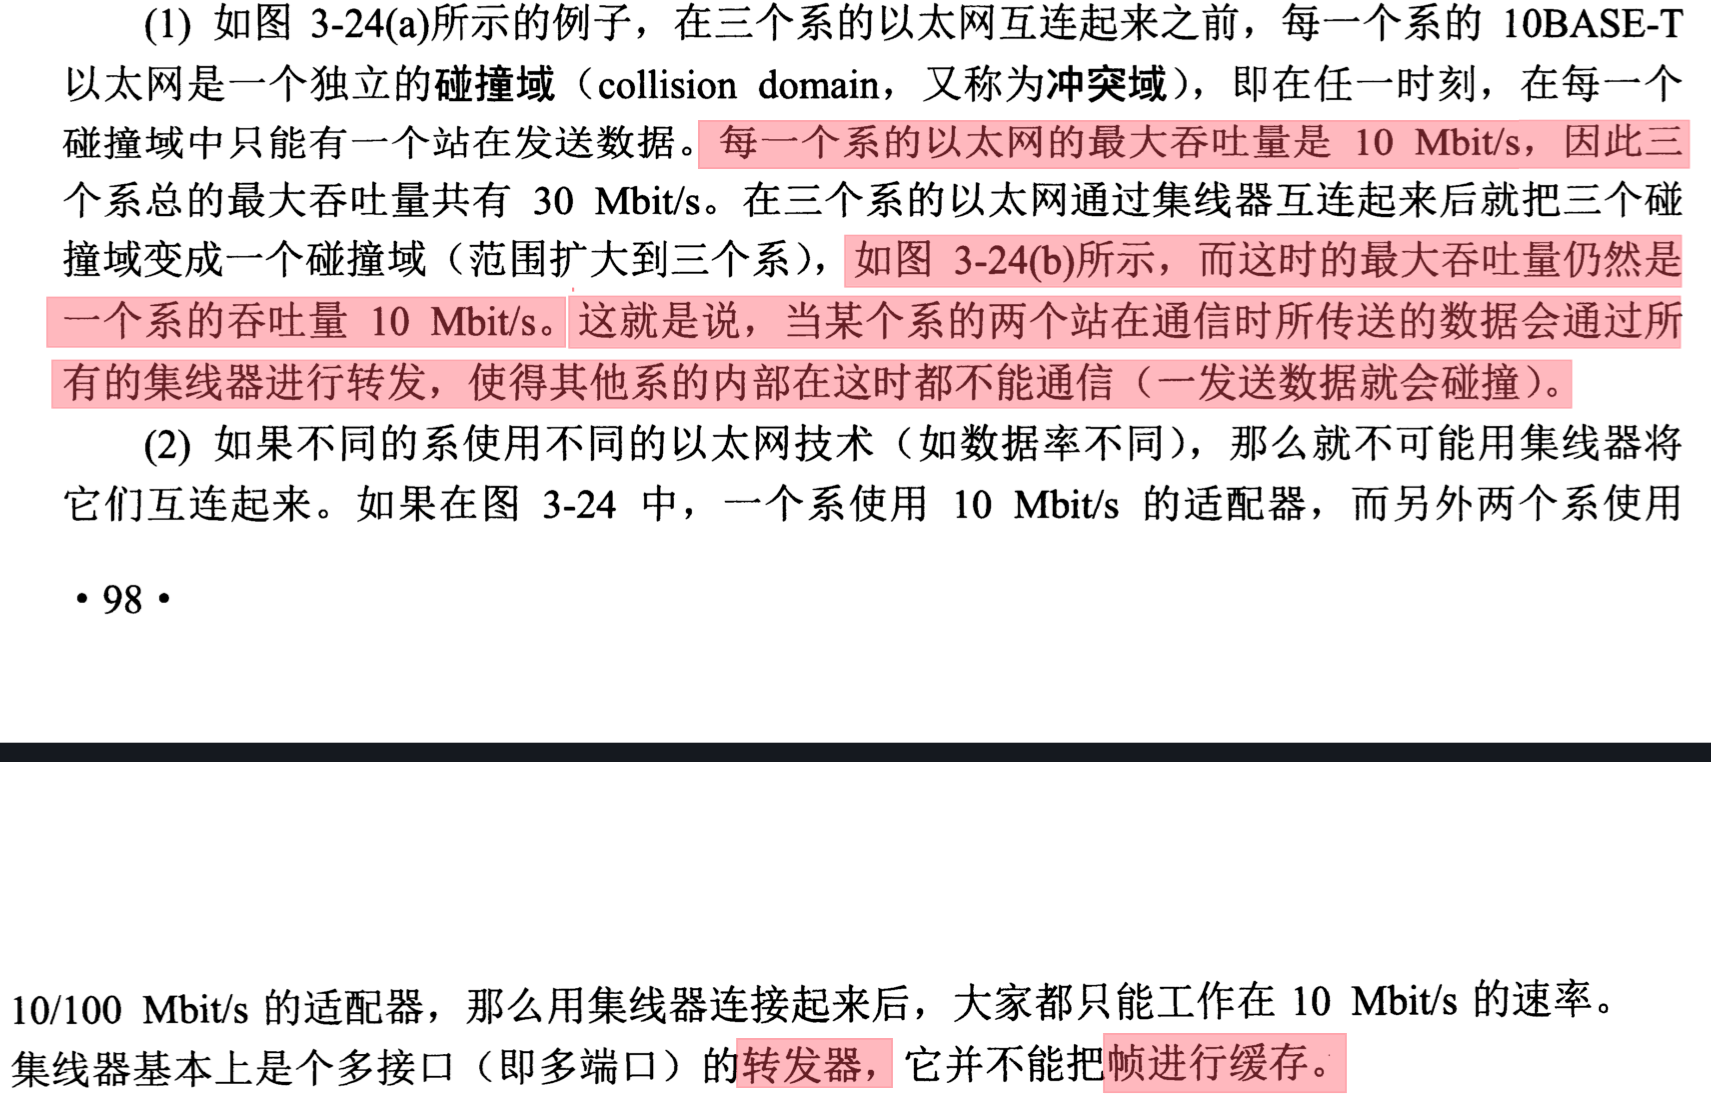 (1) 如图 3-24(a)所示的例子，在三个系的以太网互连起来之前，每一个系的 10BASE-T
以太网是一个独立的碰撞域（collision domain，又称为冲突域），即在任一时刻，在每一个
碰撞域中只能有一个站在发送数据。每一个系的以太网的最大吞吐量是 10 Mbit/s，因此三
个系总的最大吞吐量共有 30 Mbit/s。在三个系的以太网通过集线器互连起来后就把三个碰
撞域变成一个碰撞域（范围扩大到三个系），如图 3-24(b)所示，而这时的最大吞吐量仍然是
一个系的吞吐量 10 Mbit/s。这就是说，当某个系的两个站在通信时所传送的数据会通过所
有的集线器进行转发，使得其他系的内部在这时都不能通信（一发送数据就会碰撞）。
(2) 如果不同的系使用不同的以太网技术（如数据率不同），那么就不可能用集线器将
它们互连起来。如果在图 3-24 中，一个系使用 10 Mbit/s 的适配器，而另外两个系使用
• 98 •
10/100 Mbit/s 的适配器，那么用集线器连接起来后，大家都只能工作在 10 Mbit/s 的速率。
集线器基本上是个多接口（即多端口）的转发器，它并不能把帧进行缓存。